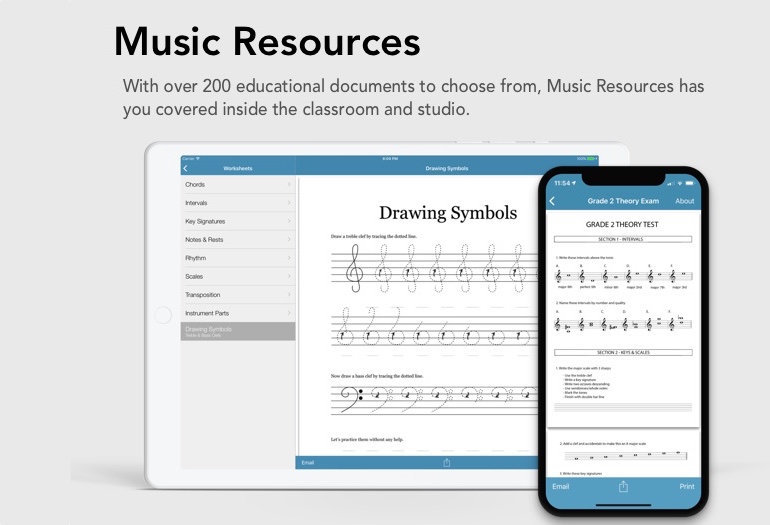 Music Resources
With over 200 educational documents to choose from, Music Resources has
you covered inside the classroom and studio.
Carrier
Worksheets
Drawing Symbols
Chords
Intervals
Key Signatures
Notes & Rests
Rhythm
Scales
Transposition
Instrument Parts
Drawing Symbols
Treble & Bass Clefs
Drawing Symbols
Draw a treble clef by tracing the dotted line.
Now draw a bass clef by tracing the dotted line.
Let's practice them without any help.
Email
11:54
Grade 2 Theory Exam
About
GRADE 2 THEORY TEST
SECTION 1 - INTERVALS
1. Write these intervals above the tonic
A. B. C. D. E. F.
major 6th perfect 5th minor 6th major 3rd major 7th major 2nd
2. Name these intervals by number and quality
A. B. C. D. E. F.
SECTION 2 - KEYS & SCALES
1. Write the major scale with 3 sharps
- Use the treble clef
- Write a key signature
- Write two octaves descending
- Use semibreves/whole notes
- Mark the tones
- Finish with double bar line
2. Add a clef and accidentals to make this an A major scale
3. Write these key signatures
Email
Print